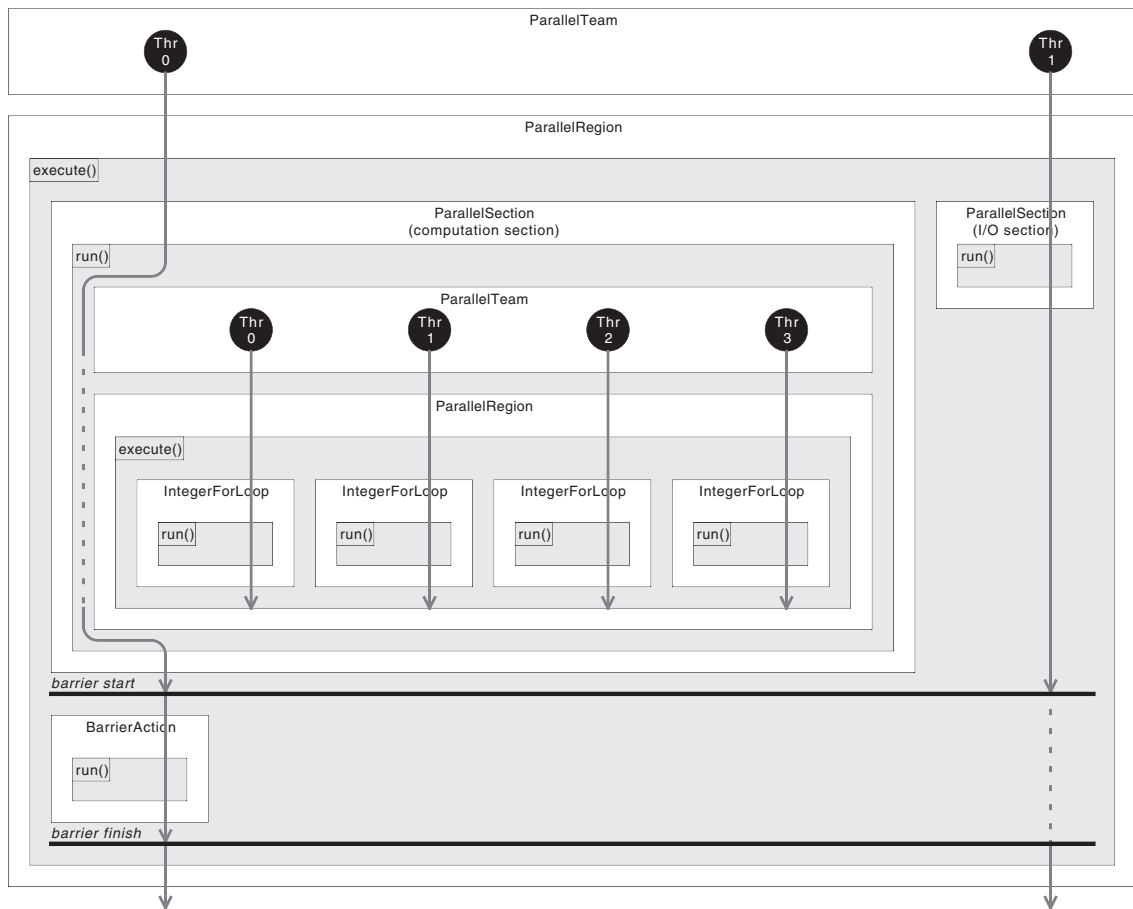 ParallelTeam
Thr
0
Thr
1
ParallelRegion
execute()
ParallelSection
(computation section)
ParallelSection
(I/O section)
run()
run()
ParallelTeam
Thr
0
Thr
1
Thr
2
Thr
3
ParallelRegion
execute()
IntegerForLoop
IntegerForLoop
IntegerForLoop
IntegerForLoop
run()
run()
run()
run()
barrier start
BarrierAction
run()
barrier finish